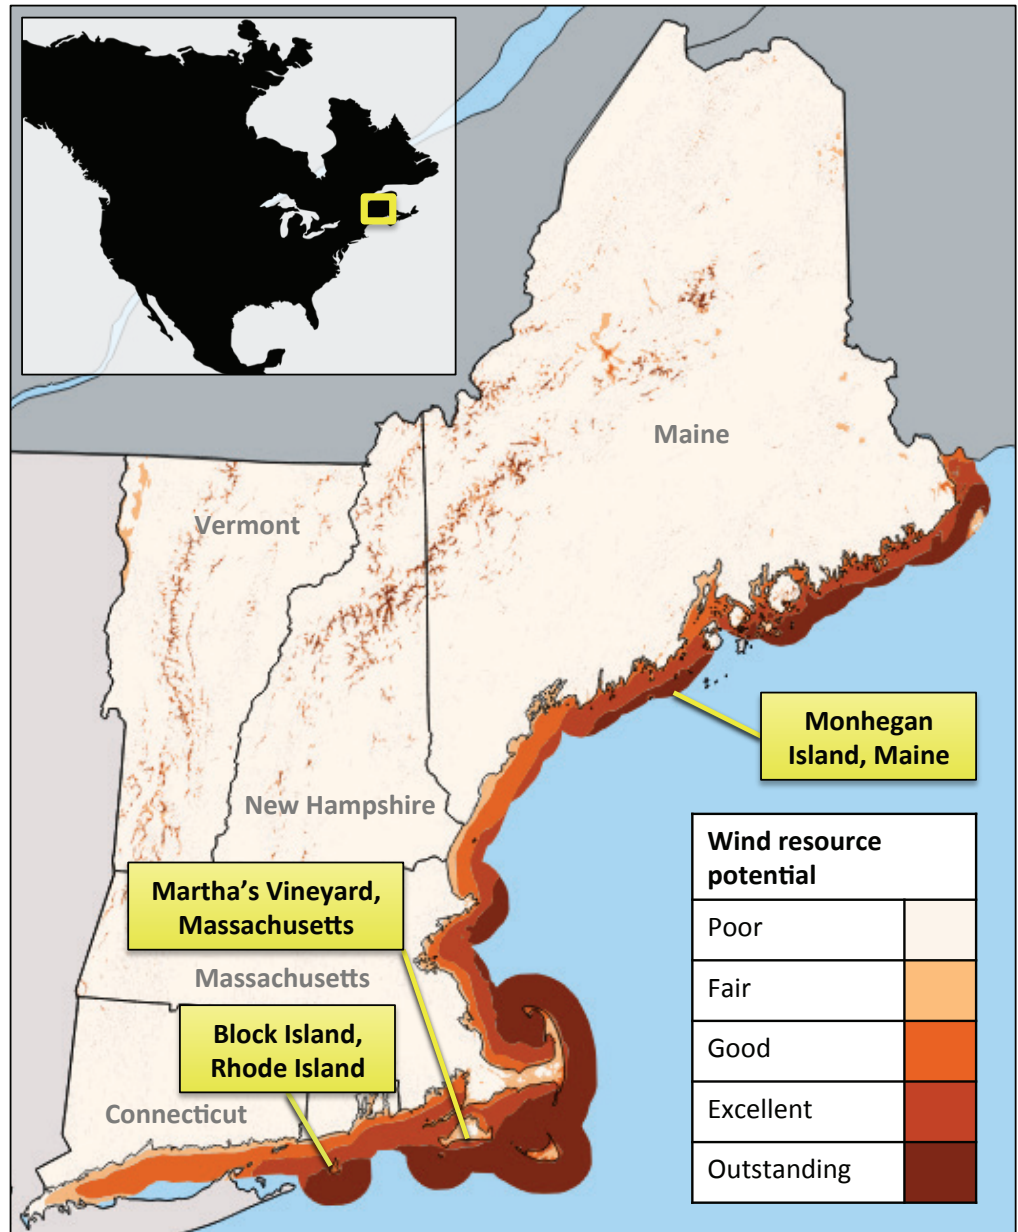 Maine
Vermont
Monhegan
Island, Maine
New Hampshire
Wind resource
potential
Poor
Fair
Good
Excellent
Outstanding
Martha’s Vineyard,
Massachusetts
Massachusetts
Block Island,
Rhode Island
Connecticut